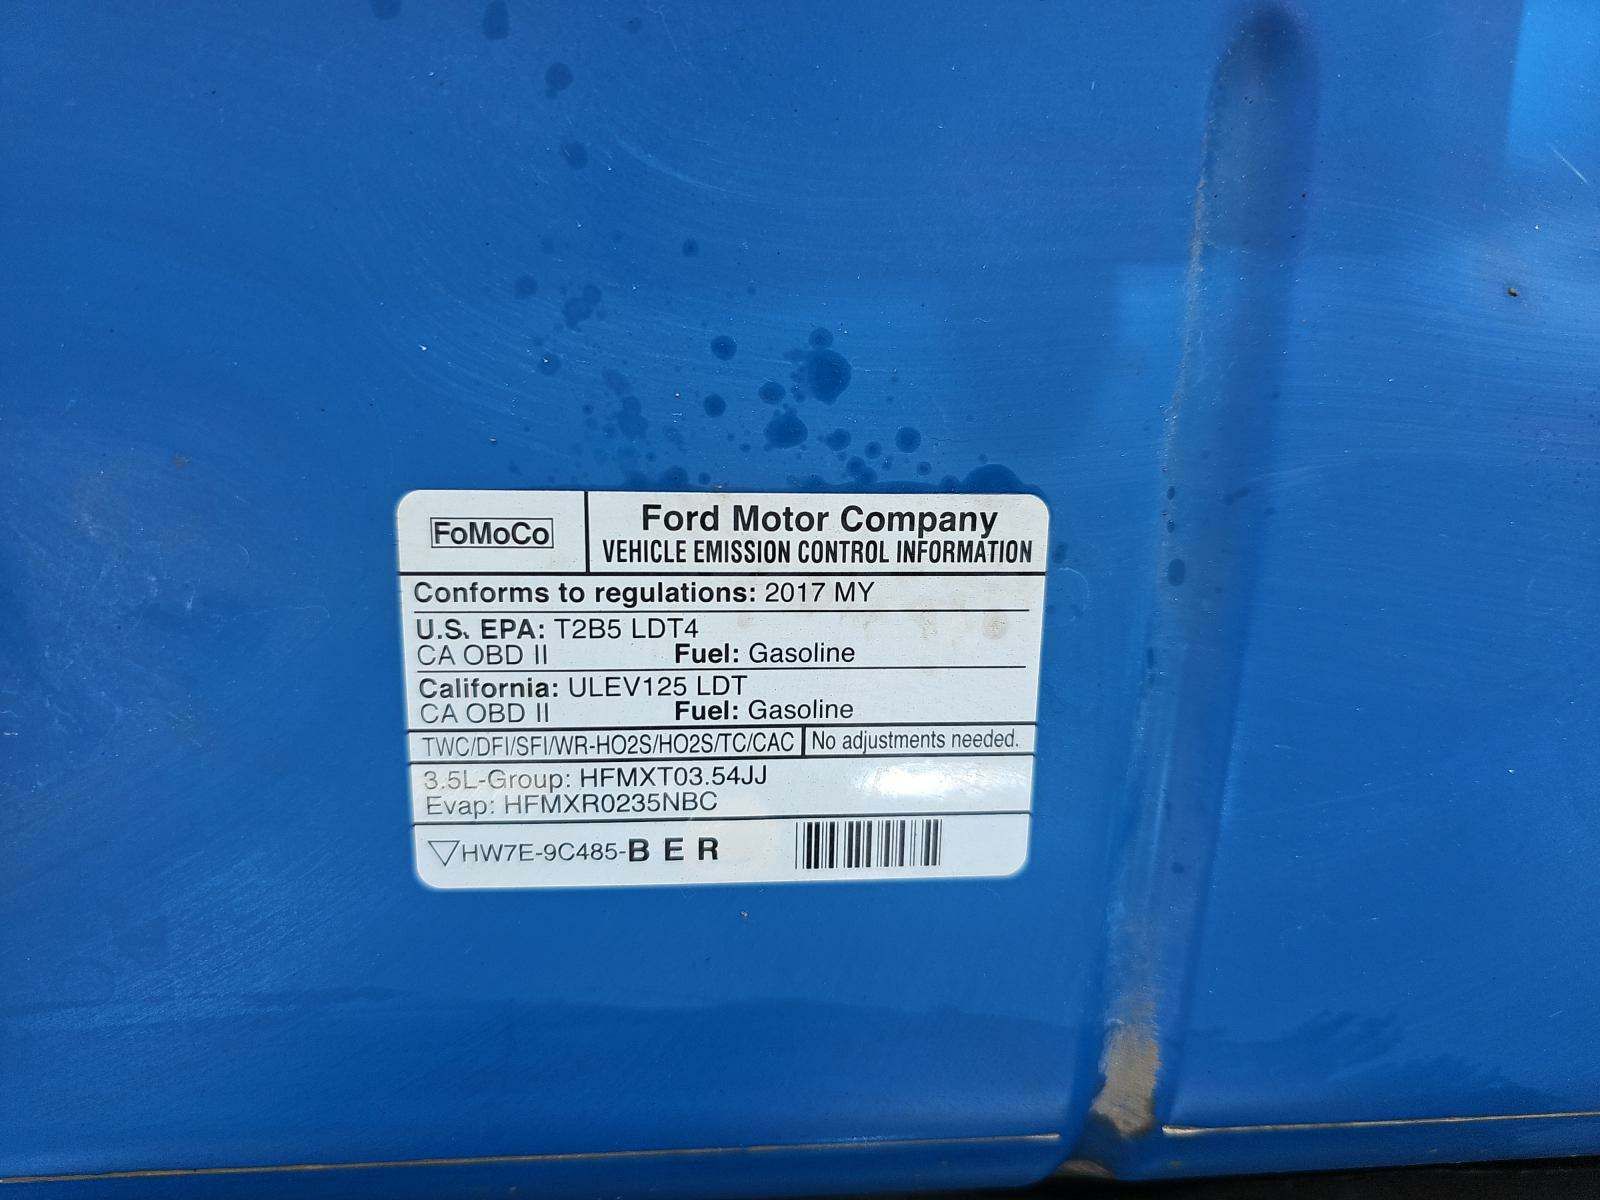 FoMoCo
Ford Motor Company
VEHICLE EMISSION CONTROL INFORMATION
Conforms to regulations: 2017 MY
U.S. EPA: T2B5 LDT4
CA OBD II Fuel: Gasoline
California: ULEV125 LDT
CA OBD II Fuel: Gasoline
TWC/DFI/SFI/WR-HO2S/HO2S/TC/CAC No adjustments needed.
3.5L-Group: HFMXT03.54JJ
Evap: HFMXR0235NBC
HW7E-9C485-B E R